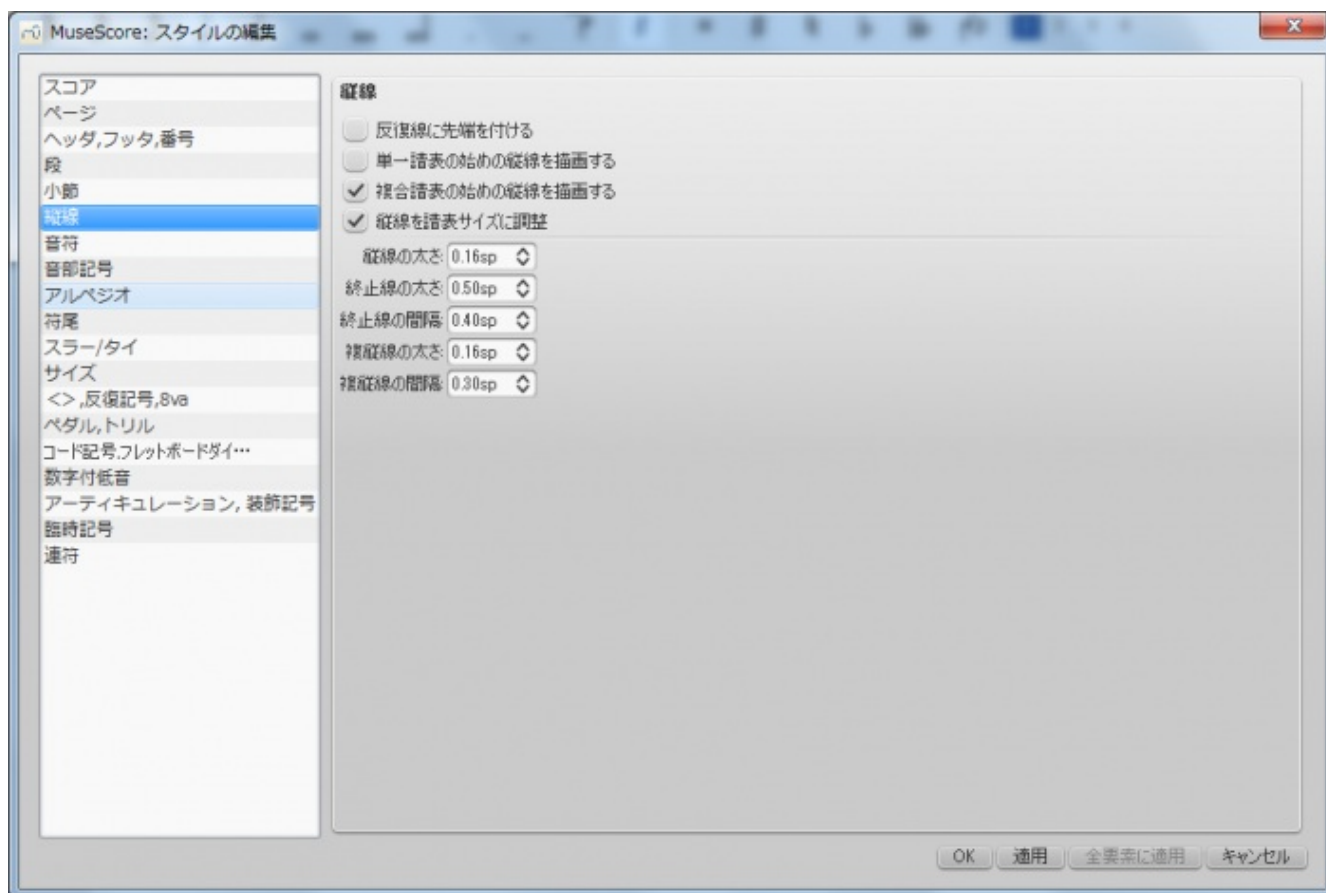 MuseScore: スタイルの編集
スコア
ページ
ヘッダ,フッタ,番号
段
小節
縦線
音符
音部記号
アルペジオ
符尾
スラー/タイ
サイズ
<> ,反復記号,8va
ペダル,トリル
コード記号,フレットボードダイ…
数字付低音
アーティキュレーション, 装飾記号
臨時記号
連符
縦線
反復線に先端を付ける
単一譜表の始めの縦線を描画する
複合譜表の始めの縦線を描画する
縦線を譜表サイズに調整
縦線の太さ: 0.16sp
終止線の太さ: 0.50sp
終止線の間隔: 0.40sp
複縦線の太さ: 0.16sp
複縦線の間隔: 0.30sp
OK 適用 全要素に適用 キャンセル